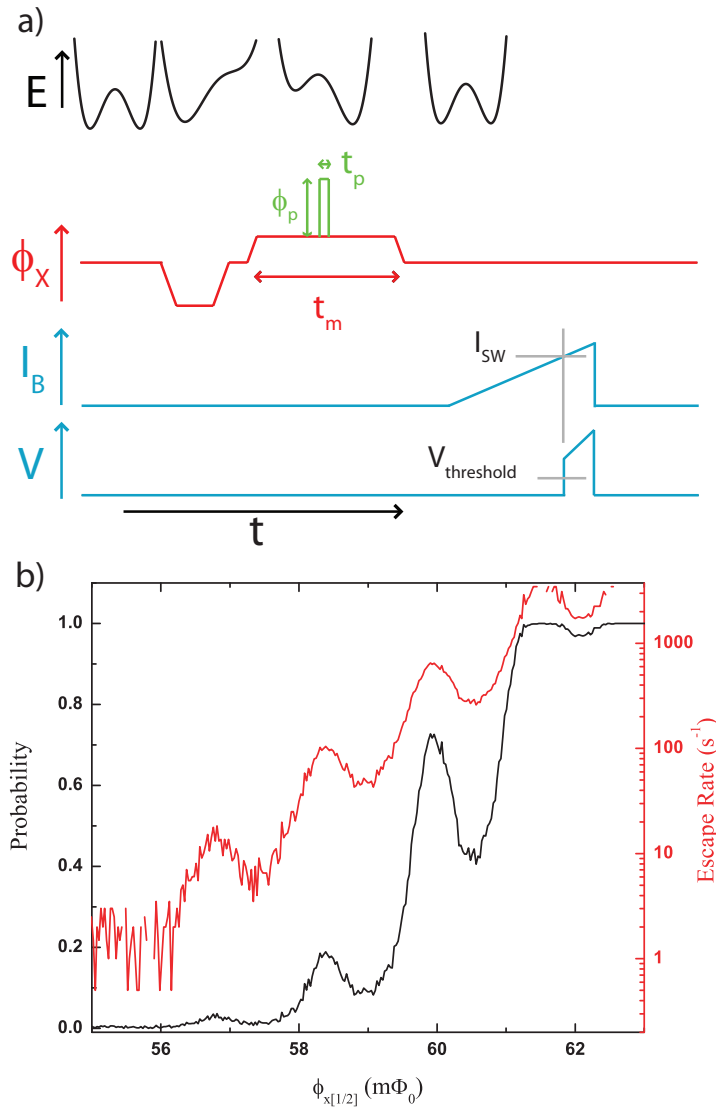 a)
E
t_p
ϕ_p
ϕ_X
t_m
I_SW
I_B
V_threshold
V
t
b)
1.0
0.8
0.6
0.4
0.2
0.0
Probability
1000
100
10
1
Escape Rate (s⁻¹)
56 58 60 62
ϕ_x[1/2] (mΦ₀)